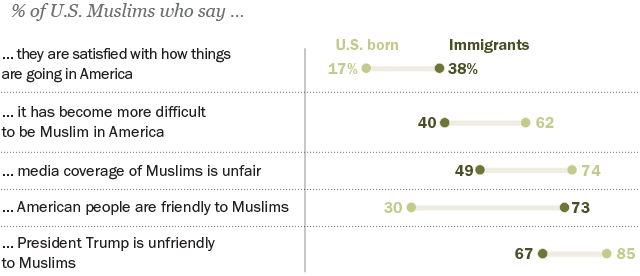 % of U.S. Muslims who say ...
U.S. born Immigrants
... they are satisfied with how things
are going in America
17% 38%
... it has become more difficult
to be Muslim in America
40 62
... media coverage of Muslims is unfair
49 74
... American people are friendly to Muslims
30 73
... President Trump is unfriendly
to Muslims
67 85